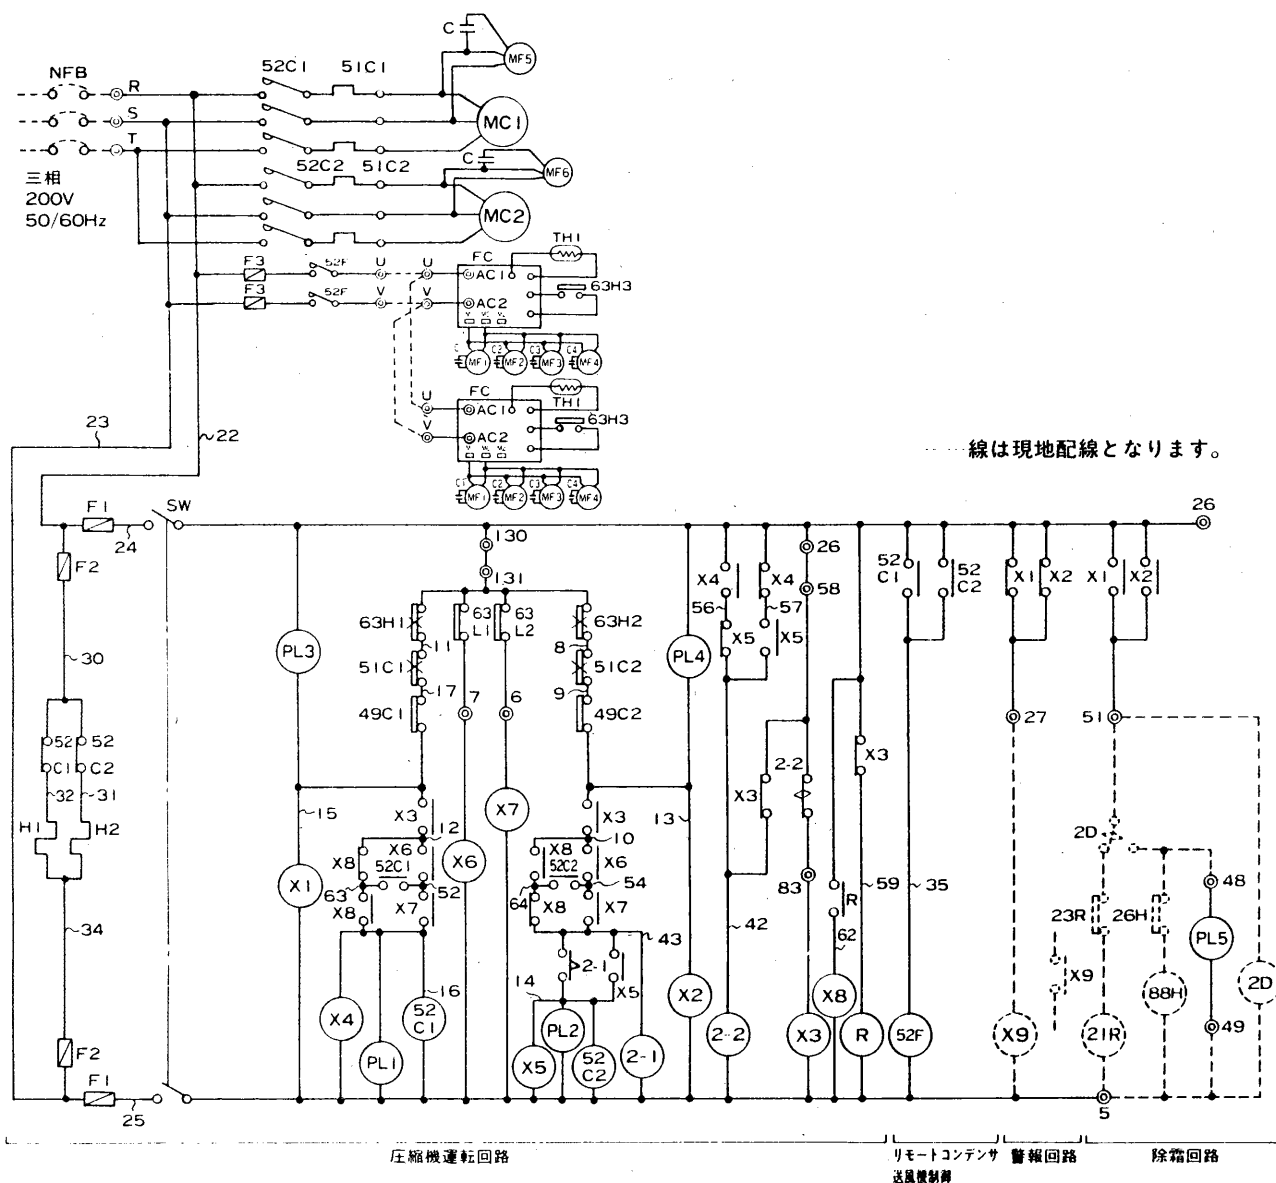 C
MF5
52C1
51C1
NFB
R
S
T
MC1
C
MF6
52C2
51C2
三相
200V
50/60Hz
MC2
TH1
F3
52F
U
U
FC
AC1
63H3
F3
52F
V
V
AC2
C2
C3
C4
MF1
MF2
MF3
MF4
FC
TH1
U
AC1
63H3
V
AC2
C1
C2
C3
C4
MF1
MF2
MF3
MF4
23
22
線は現地配線となります。
F1
SW
24
26
F2
130
131
26
58
X4
X4
56
57
X5
X5
52
C1
52
C2
X1
X2
X1
X2
63H1
63
L1
63
L2
63H2
11
8
51C1
51C2
17
9
49C1
49C2
7
6
PL3
PL4
30
27
51
52
C1
52
C2
32
31
H1
H2
X3
2-2
X3
15
X3
12
X7
X3
10
13
2D
X8
X6
52C1
X6
X8
52C2
X6
X1
63
52
64
54
83
59
35
48
X8
X7
X8
X7
R
23R
26H
34
43
42
62
PL5
14
2-1
X5
X9
16
X4
52
C1
PL2
X2
X8
88H
2D
49
PL1
X5
52
C2
2-1
2-2
X3
R
52F
X9
21R
F2
F1
25
5
圧縮機運転回路
リモートコンデンサ
送風機制御
警報回路
除霜回路